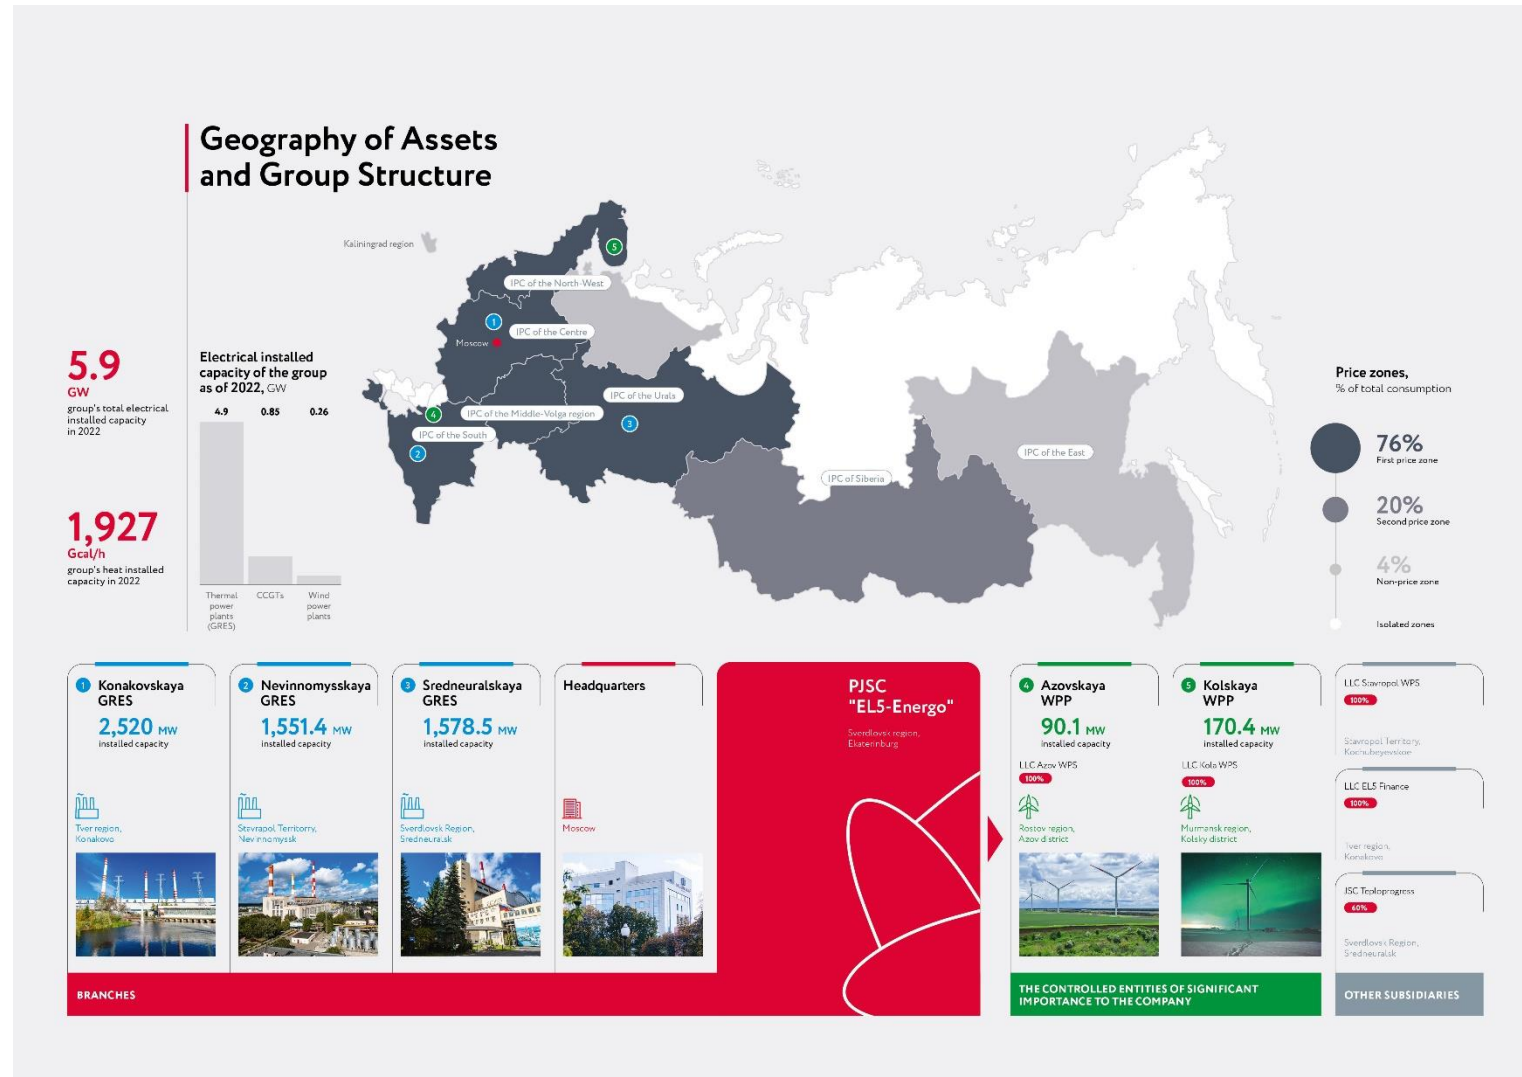 Geography of Assets
and Group Structure
Kaliningrad region
5
IPC of the North-West
1
IPC of the Centre
Moscow
IPC of the Urals
4
IPC of the Middle-Volga region
3
IPC of the South
2
IPC of Siberia
IPC of the East
5.9
GW
group's total electrical
installed capacity
in 2022
1,927
Gcal/h
group's heat installed
capacity in 2022
Electrical installed
capacity of the group
as of 2022, GW
4.9 0.85 0.26
Thermal
power
plants
(GRES)
CCGTs
Wind
power
plants
Price zones,
% of total consumption
76%
First price zone
20%
Second price zone
4%
Non-price zone
Isolated zones
1 Konakovskaya
GRES
2,520 MW
installed capacity
Tver region,
Konakovo
2 Nevinnomysskaya
GRES
1,551.4 MW
installed capacity
Stavrapol Territorry,
Nevinnomyssk
3 Sredneuralskaya
GRES
1,578.5 MW
installed capacity
Sverdlovsk Region,
Sredneuralsk
Headquarters
Moscow
PJSC
"EL5-Energo"
Sverdlovsk region,
Ekaterinburg
BRANCHES
4 Azovskaya
WPP
90.1 MW
installed capacity
LLC Azov WPS
100%
Rostov region,
Azov district
5 Kolskaya
WPP
170.4 MW
installed capacity
LLC Kola WPS
100%
Murmansk region,
Kolsky district
THE CONTROLLED ENTITIES OF SIGNIFICANT
IMPORTANCE TO THE COMPANY
LLC Stavropol WPS
100%
Stavropol Territory,
Kochubeyevskoe
LLC EL5 Finance
100%
Tver region,
Konakovo
JSC Teploprogress
60%
Sverdlovsk Region,
Sredneuralsk
OTHER SUBSIDIARIES